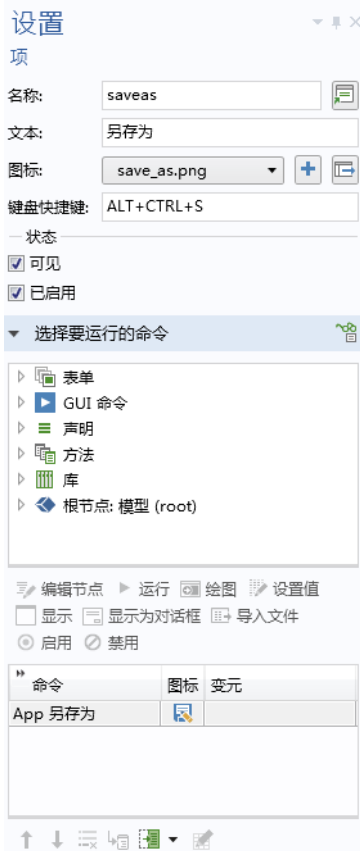 设置
项
名称: saveas
文本: 另存为
图标: save_as.png
键盘快捷键: ALT+CTRL+S
状态
可见
已启用
选择要运行的命令
表单
GUI 命令
声明
方法
库
根节点: 模型 (root)
编辑节点 运行 绘图 设置值
显示 显示为对话框 导入文件
启用 禁用
命令 图标 变元
App 另存为